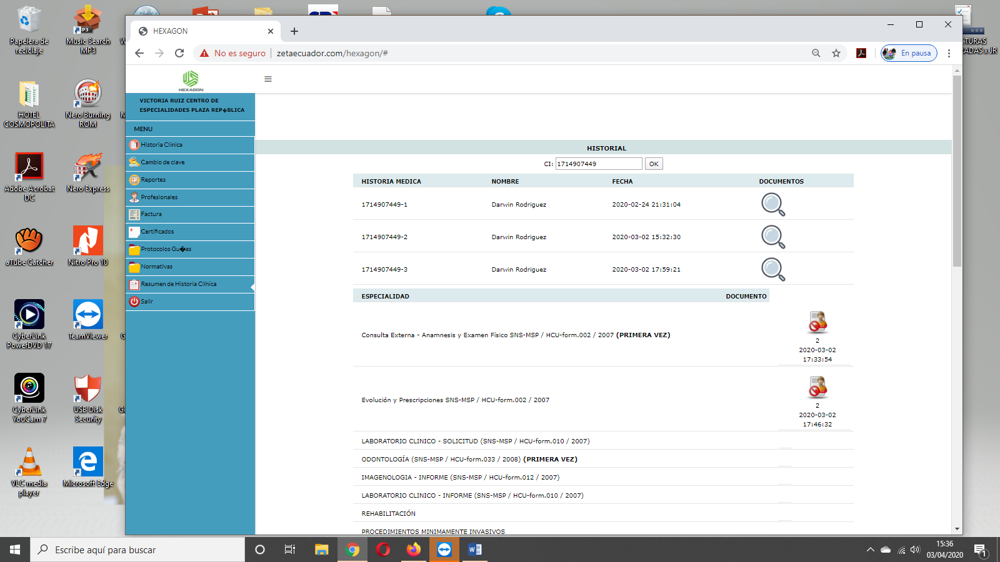 HEXAGON
No es seguro
zetaecuador.com/hexagon/#
En pausa
HEXAGON
VICTORIA RUIZ CENTRO DE
ESPECIALIDADES PLAZA REP�BLICA
MENU
Historia Clinica
Cambio de clave
Reportes
Profesionales
Factura
Certificados
Protocolos Gu�as
Normativas
Resumen de Historia Clínica
Salir
HISTORIAL
CI: 1714907449 OK
HISTORIA MEDICA NOMBRE FECHA DOCUMENTOS
1714907449-1 Darwin Rodriguez 2020-02-24 21:31:04
1714907449-2 Darwin Rodriguez 2020-03-02 15:32:30
1714907449-3 Darwin Rodriguez 2020-03-02 17:59:21
ESPECIALIDAD DOCUMENTO
Consulta Externa - Anamnesis y Examen Físico SNS-MSP / HCU-form.002 / 2007 (PRIMERA VEZ)
2
2020-03-02
17:33:54
Evolución y Prescripciones SNS-MSP / HCU-form.002 / 2007
2
2020-03-02
17:46:32
LABORATORIO CLINICO - SOLICITUD (SNS-MSP / HCU-form.010 / 2007)
ODONTOLOGÍA (SNS-MSP / HCU-form.033 / 2008) (PRIMERA VEZ)
IMAGENOLOGIA - INFORME (SNS-MSP / HCU-form.012 / 2007)
LABORATORIO CLINICO - INFORME (SNS-MSP / HCU-form.010 / 2007)
REHABILITACIÓN
PROCEDIMIENTOS MINIMAMENTE INVASIVOS
Papelera de
reciclaje
Music Search
MP3
HOTEL
COSMOPOLITA
Nero Burning
ROM
Adobe Acrobat
DC
Nero Express
aTube Catcher
Nitro Pro 10
CyberLink
PowerDVD 17
TeamViewer
CyberLink
YouCam 7
USB Disk
Security
VLC media
player
Microsoft Edge
Escribe aquí para buscar
15:36
03/04/2020
1